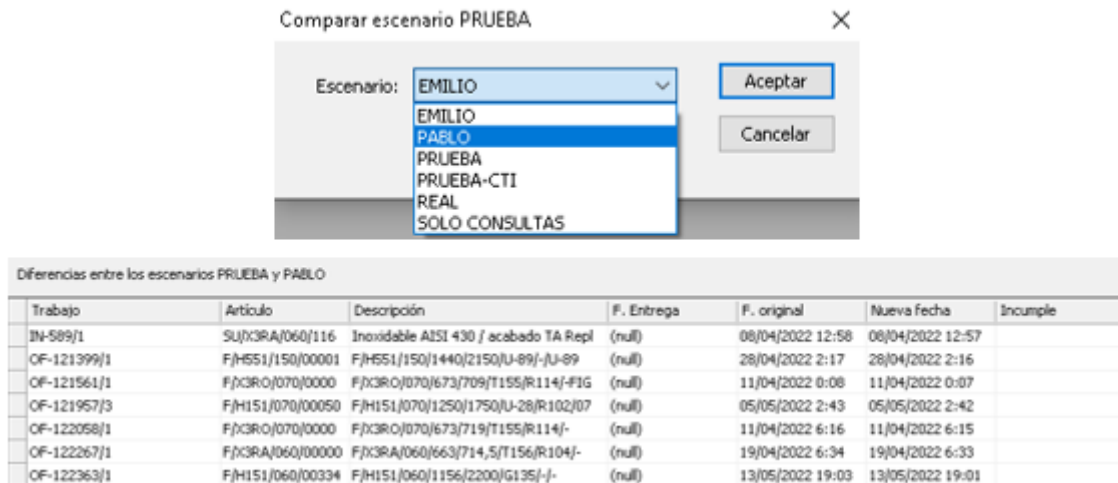 Comparar escenario PRUEBA
Escenario: EMILIO Aceptar
EMILIO
PABLO Cancelar
PRUEBA
PRUEBA-CTI
REAL
SOLO CONSULTAS
Diferencias entre los escenarios PRUEBA y PABLO
Trabajo Artículo Descripción F. Entrega F. original Nueva fecha Incumple
IN-589/1 SU/X3RA/060/116 Inoxidable AISI 430 / acabado TA Repl (null) 08/04/2022 12:58 08/04/2022 12:57
OF-121399/1 F/H551/150/00001 F/H551/150/1440/2150/U-89/-/U-89 (null) 28/04/2022 2:17 28/04/2022 2:16
OF-121561/1 F/X3RO/070/0000 F/X3RO/070/673/709/T155/R114/-FIG (null) 11/04/2022 0:08 11/04/2022 0:07
OF-121957/3 F/H151/070/00050 F/H151/070/1250/1750/U-28/R102/07 (null) 05/05/2022 2:43 05/05/2022 2:42
OF-122058/1 F/X3RO/070/0000 F/X3RO/070/673/719/T155/R114/- (null) 11/04/2022 6:16 11/04/2022 6:15
OF-122267/1 F/X3RA/060/00000 F/X3RA/060/663/714,5/T156/R104/- (null) 19/04/2022 6:34 19/04/2022 6:33
OF-122363/1 F/H151/060/00334 F/H151/060/1156/2200/G135/-/- (null) 13/05/2022 19:03 13/05/2022 19:01